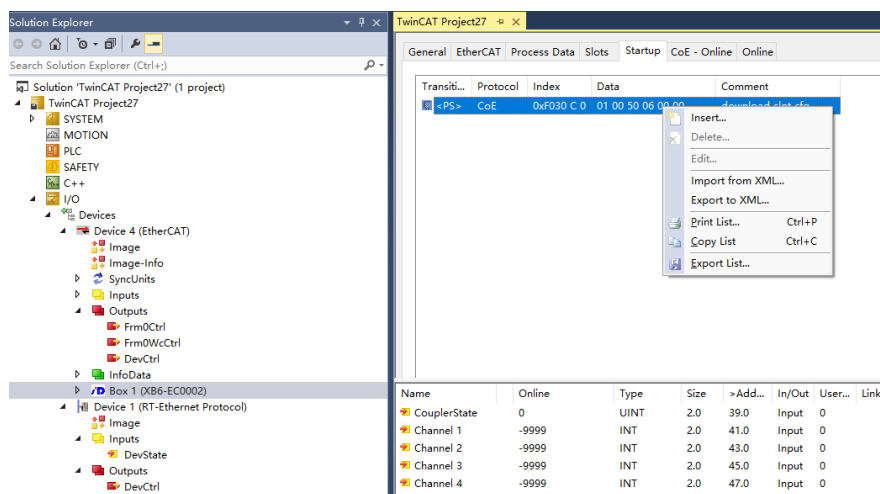 Solution Explorer
Search Solution Explorer (Ctrl+;)
Solution 'TwinCAT Project27' (1 project)
TwinCAT Project27
SYSTEM
MOTION
PLC
SAFETY
C++
I/O
Devices
Device 4 (EtherCAT)
Image
Image-Info
SyncUnits
Inputs
Outputs
Frm0Ctrl
Frm0WcCtrl
DevCtrl
InfoData
Box 1 (XB6-EC0002)
Device 1 (RT-Ethernet Protocol)
Image
Inputs
DevState
Outputs
DevCtrl
TwinCAT Project27
General EtherCAT Process Data Slots Startup CoE - Online Online
Transiti... Protocol Index Data Comment
<PS> CoE 0xF030 C 0 01 00 50 06 00 00 download slot cfg
Insert...
Delete...
Edit...
Import from XML...
Export to XML...
Print List... Ctrl+P
Copy List Ctrl+C
Export List...
Name Online Type Size >Add... In/Out User... Link
CouplerState 0 UINT 2.0 39.0 Input 0
Channel 1 -9999 INT 2.0 41.0 Input 0
Channel 2 -9999 INT 2.0 43.0 Input 0
Channel 3 -9999 INT 2.0 45.0 Input 0
Channel 4 -9999 INT 2.0 47.0 Input 0